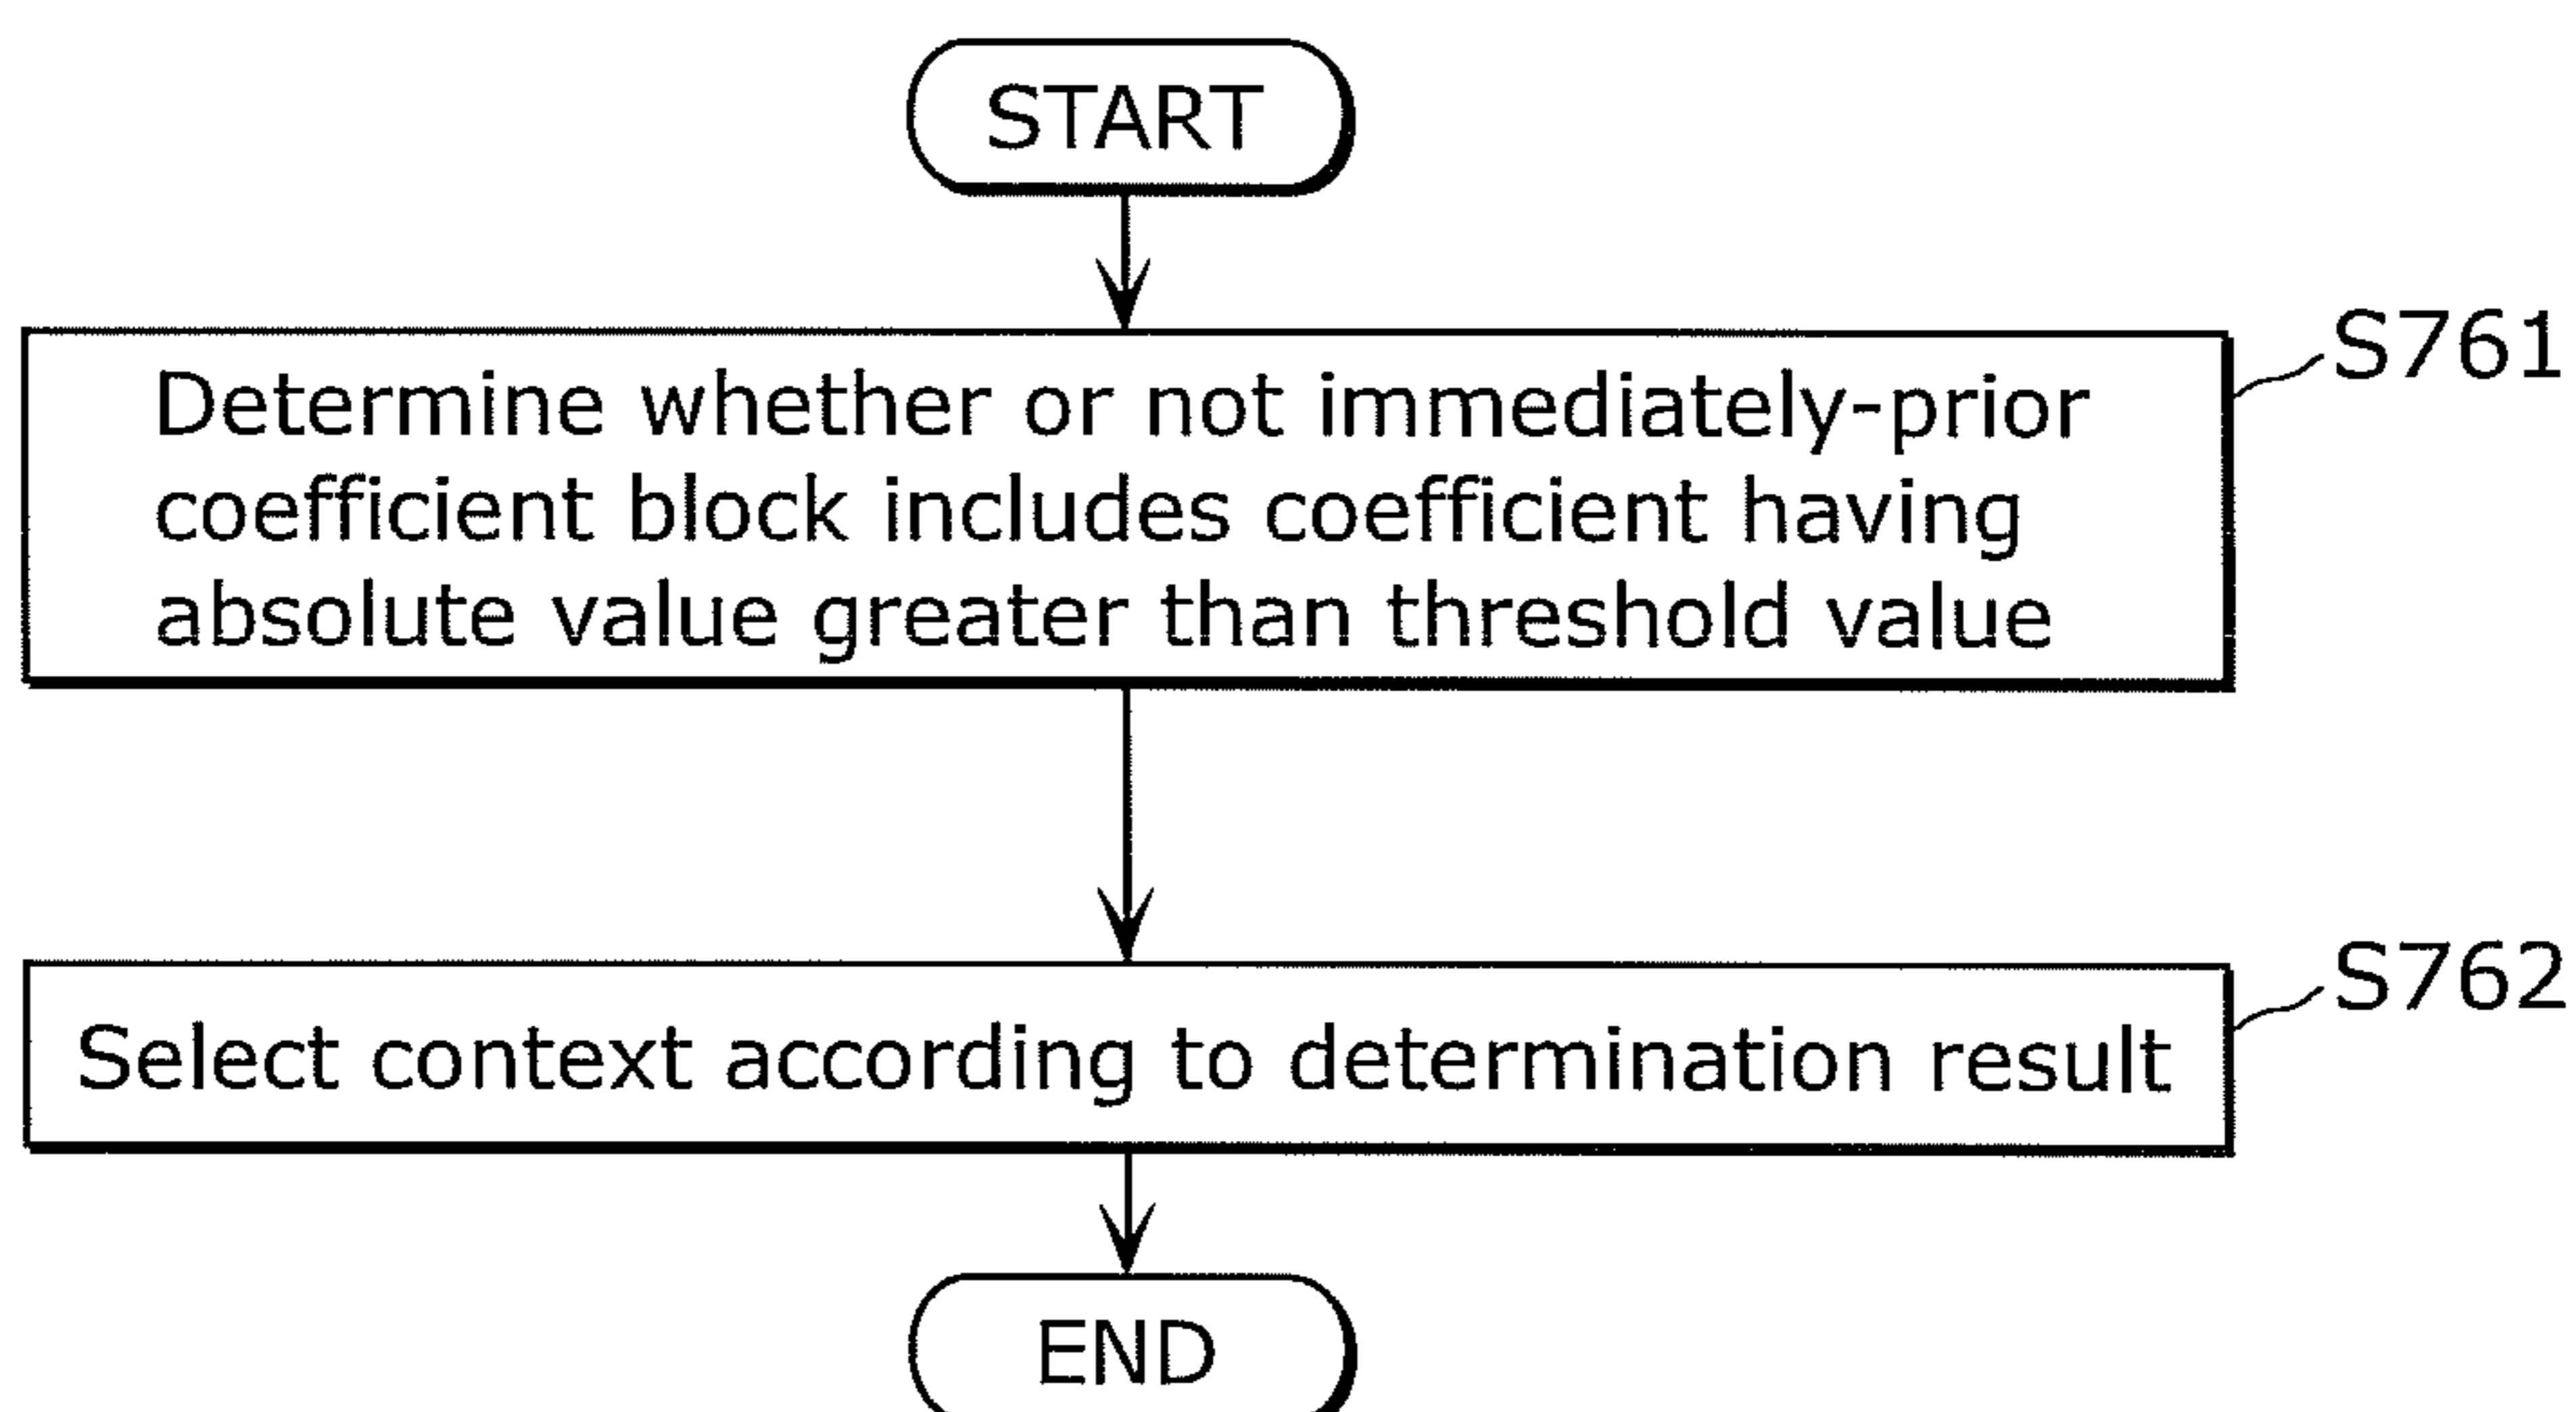 START
S761
Determine whether or not immediately-prior
coefficient block includes coefficient having
absolute value greater than threshold value
S762
Select context according to determination result
END